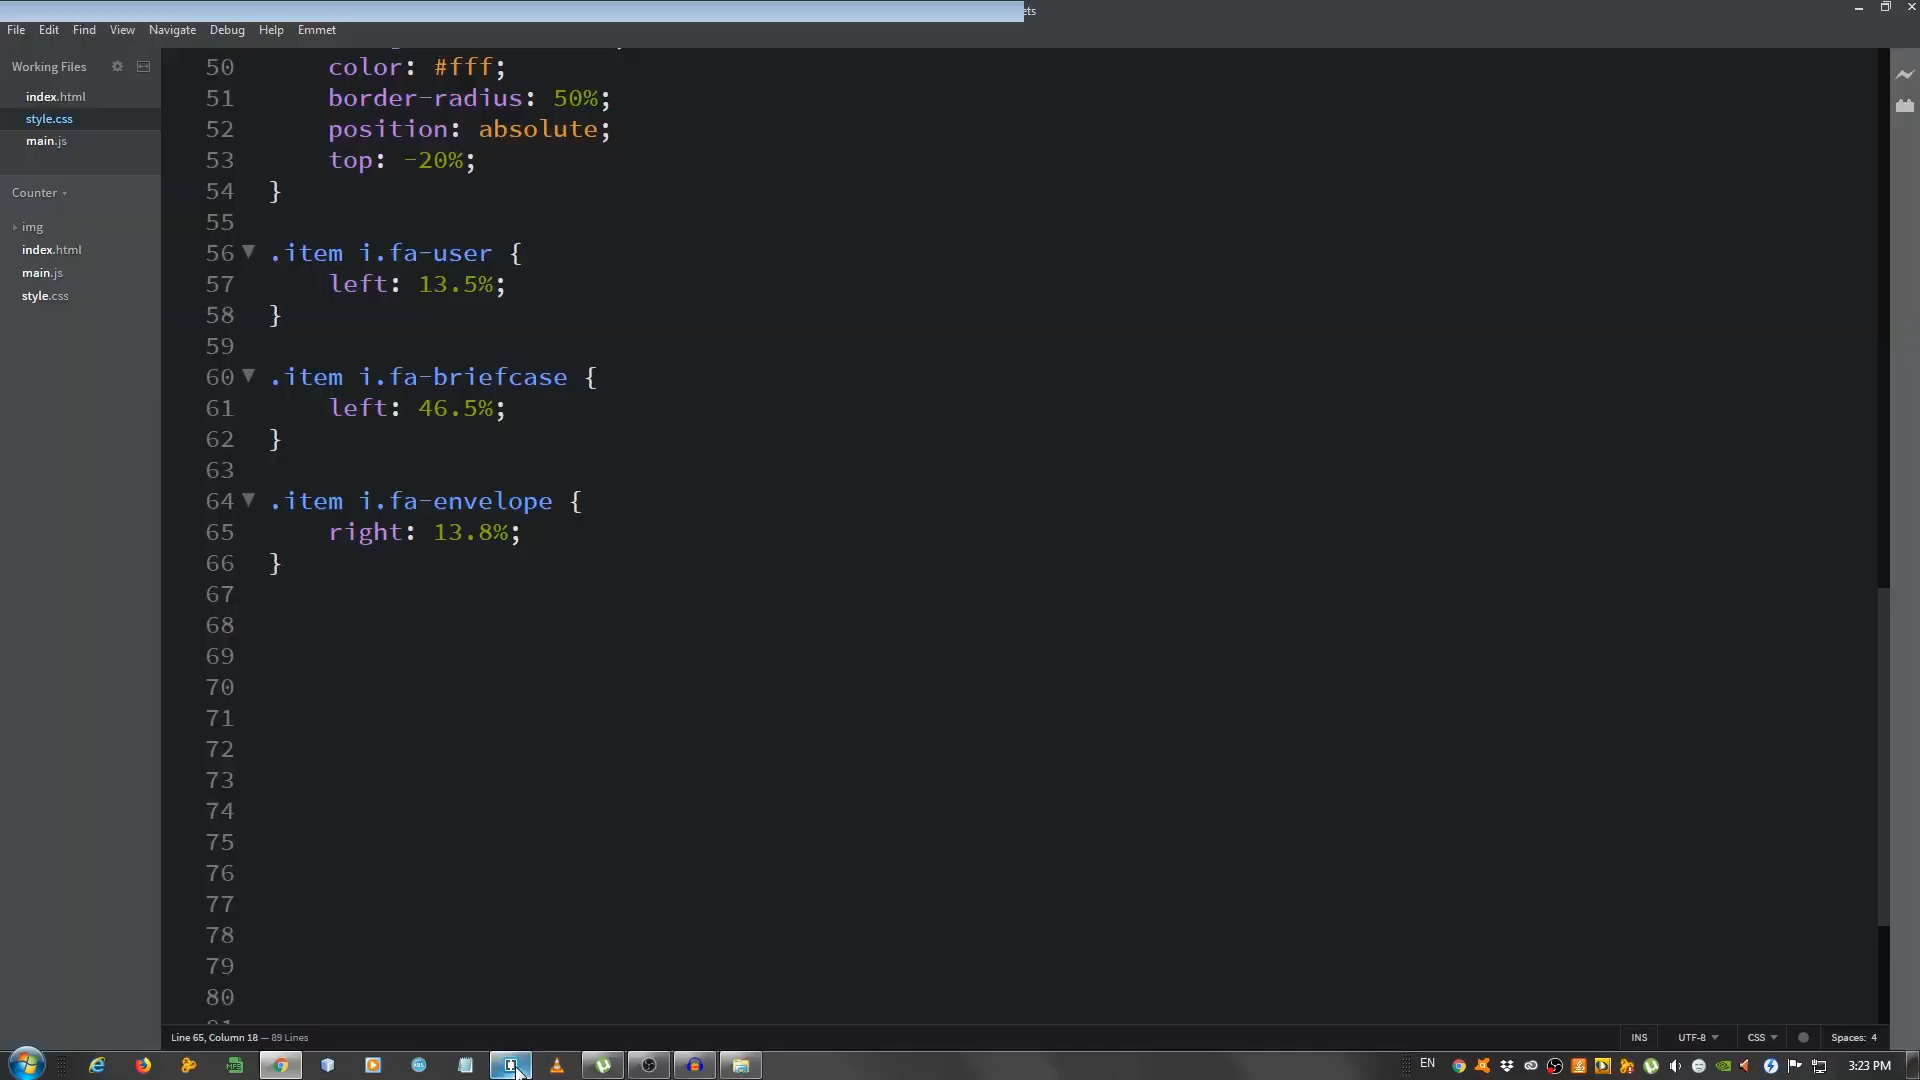 ets
File Edit Find View Navigate Debug Help Emmet
Working Files
index.html
style.css
main.js
Counter
img
index.html
main.js
style.css
50 color: #fff;
51 border-radius: 50%;
52 position: absolute;
53 top: -20%;
54 }
55
56 .item i.fa-user {
57 left: 13.5%;
58 }
59
60 .item i.fa-briefcase {
61 left: 46.5%;
62 }
63
64 .item i.fa-envelope {
65 right: 13.8%;
66 }
67
68
69
70
71
72
73
74
75
76
77
78
79
80
Line 65, Column 18 — 89 Lines
INS UTF-8 CSS Spaces: 4
EN 3:23 PM